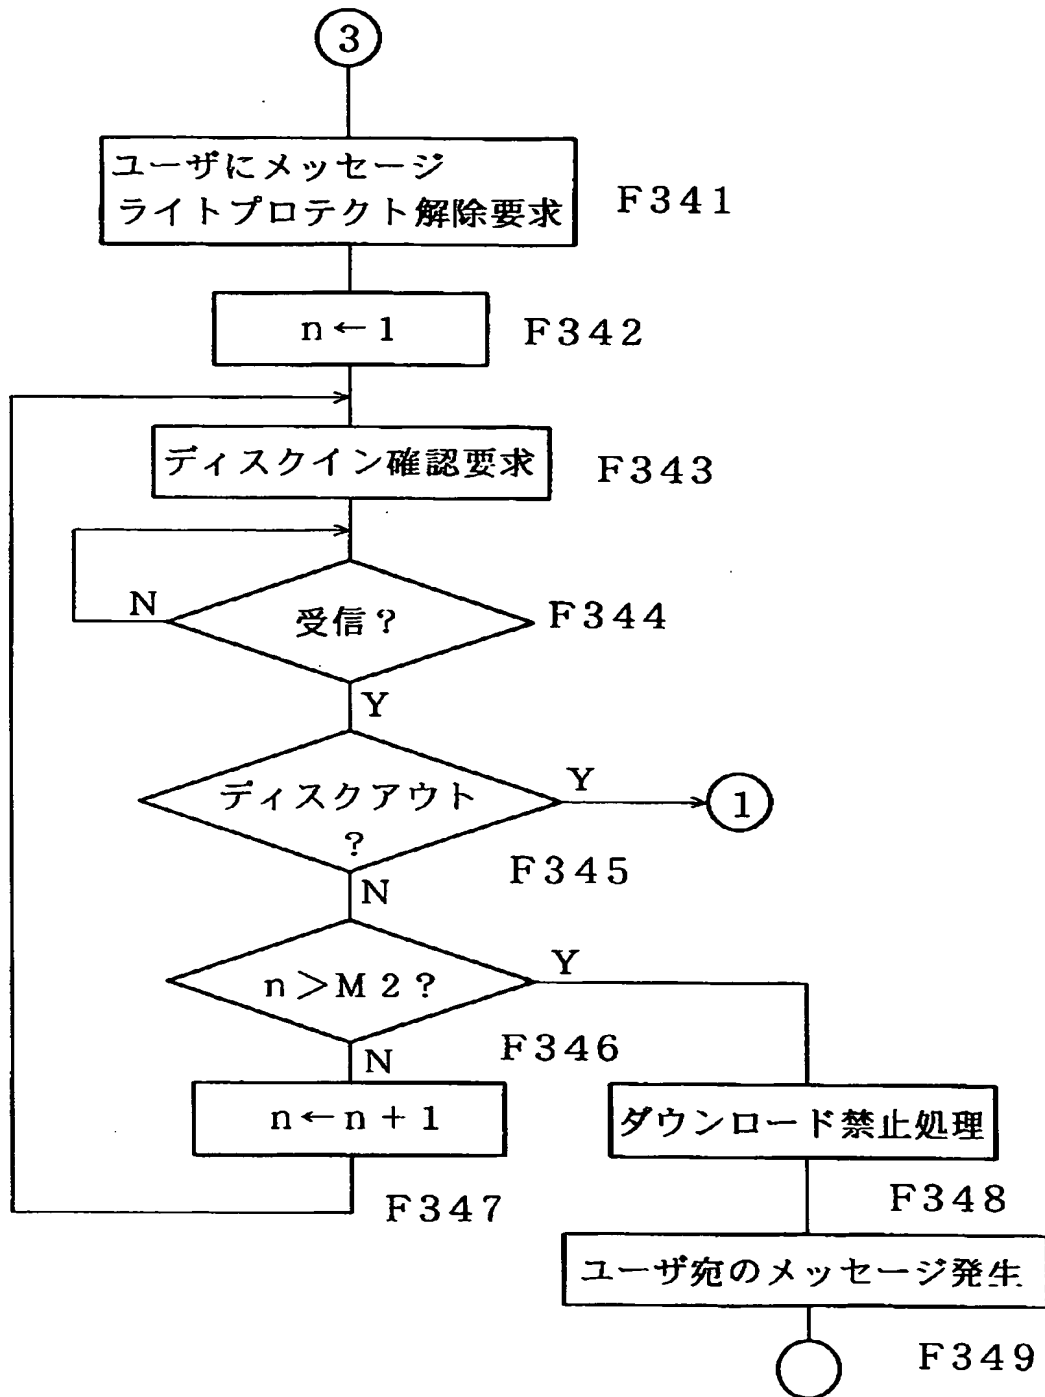 3
ユーザにメッセージ
ライトプロテクト解除要求
F341
n←1
F342
ディスクイン確認要求
F343
N
受信?
F344
Y
ディスクアウト
?
Y
1
F345
N
n>M2?
Y
F346
N
n←n+1
F347
ダウンロード禁止処理
F348
ユーザ宛のメッセージ発生
F349